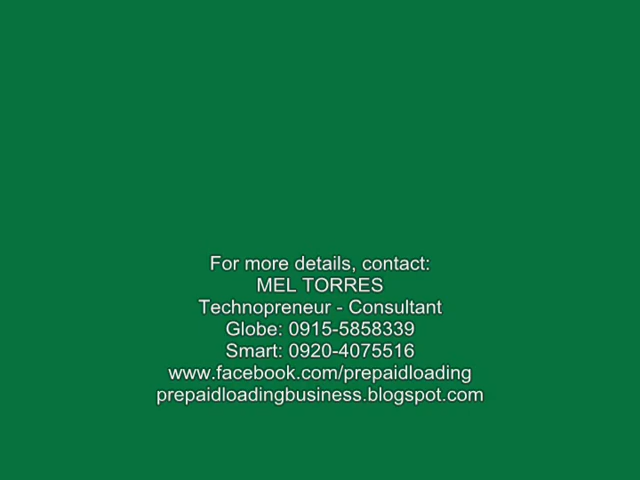 For more details, contact:
MEL TORRES
Technopreneur - Consultant
Globe: 0915-5858339
Smart: 0920-4075516
www.facebook.com/prepaidloading
prepaidloadingbusiness.blogspot.com